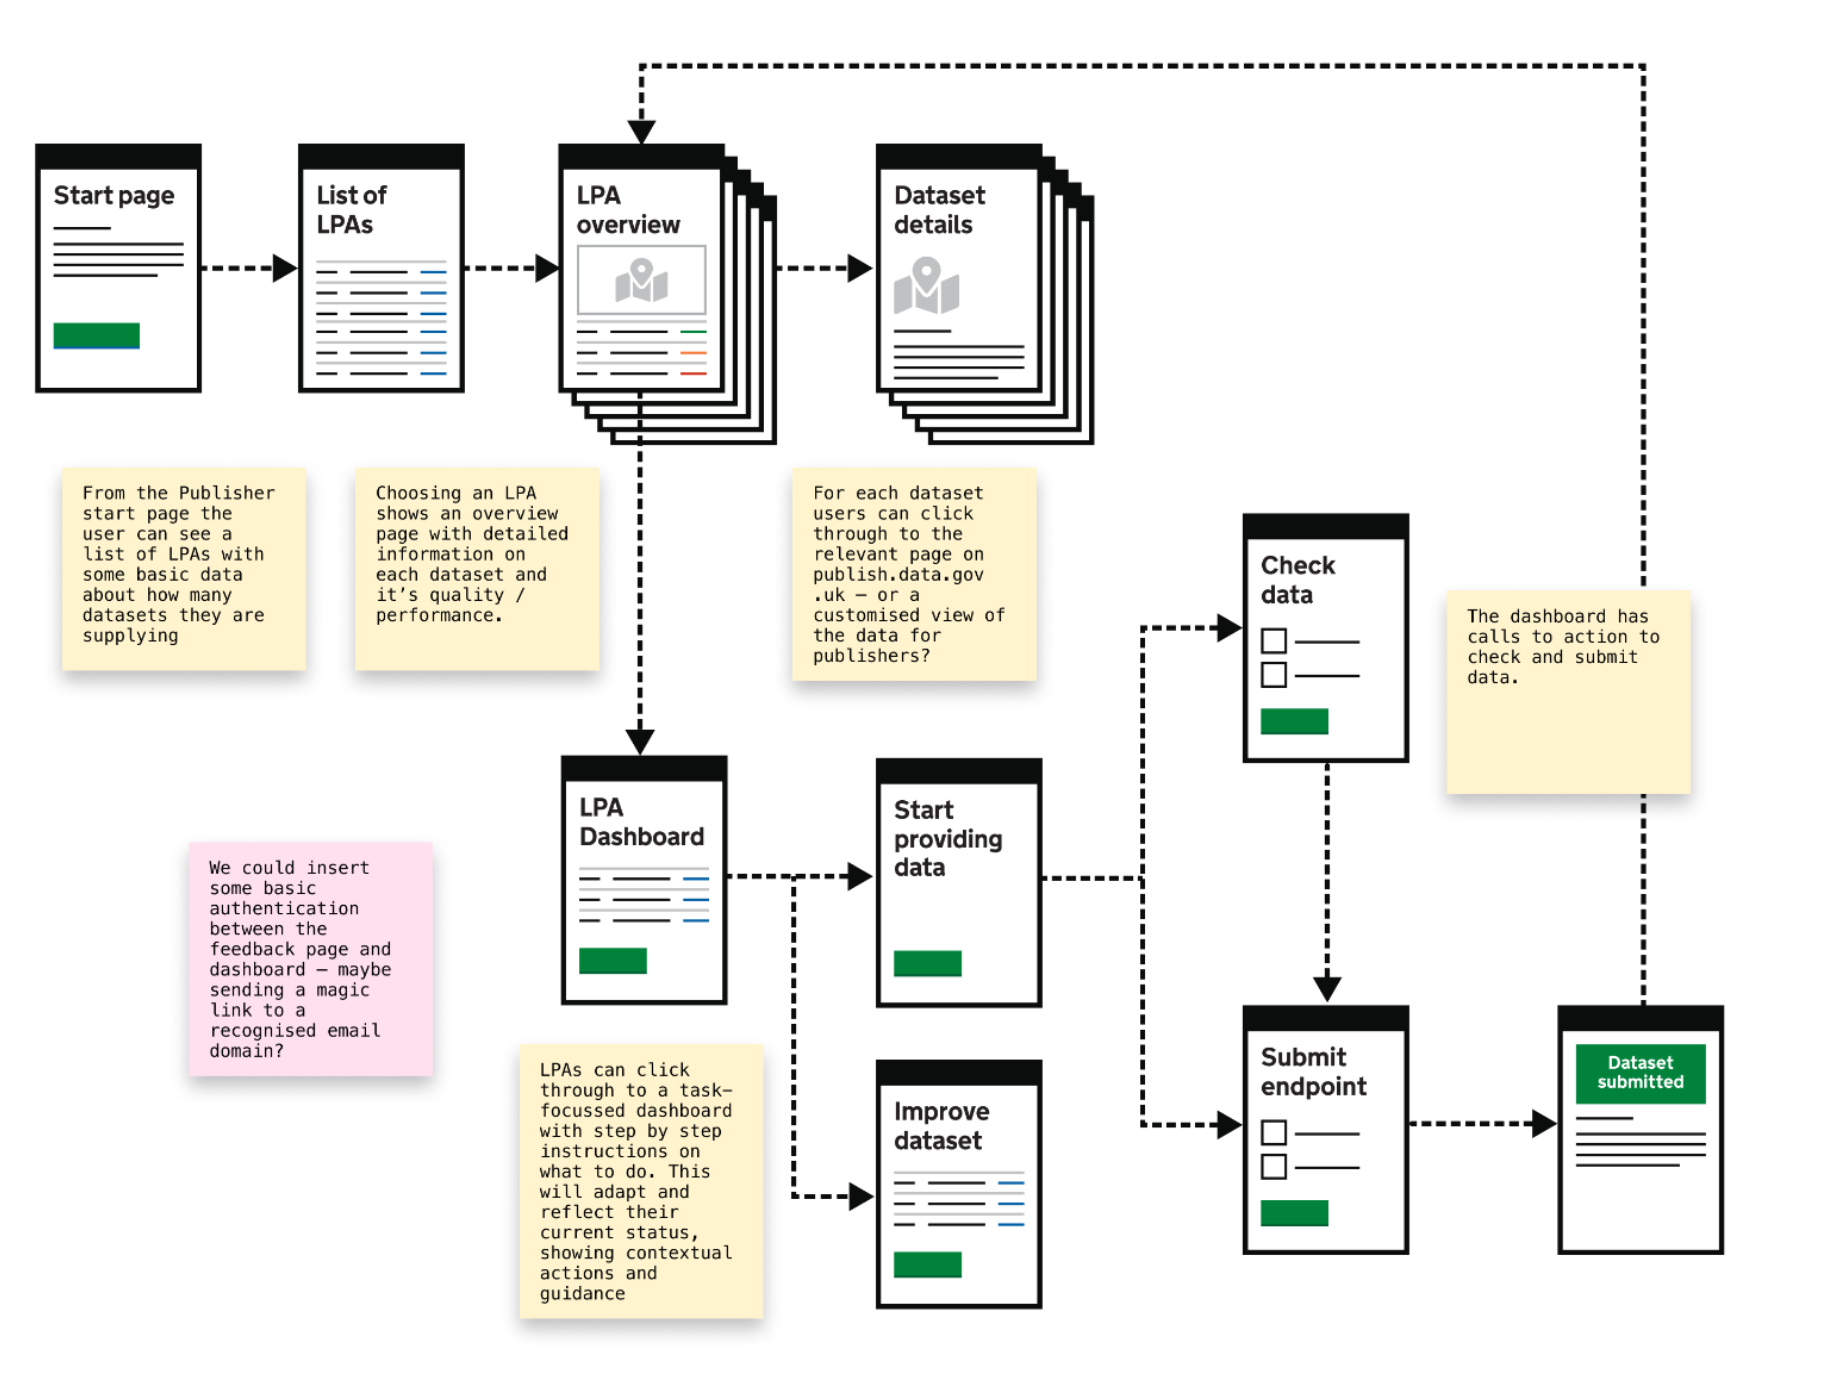 Start page
List of
LPAs
LPA
overview
Dataset
details
From the Publisher
start page the
user can see a
list of LPAs with
some basic data
about how many
datasets they are
supplying
Choosing an LPA
shows an overview
page with detailed
information on
each dataset and
it’s quality /
performance.
For each dataset
users can click
through to the
relevant page on
publish.data.gov
.uk – or a
customised view of
the data for
publishers?
Check
data
The dashboard has
calls to action to
check and submit
data.
LPA
Dashboard
Start
providing
data
We could insert
some basic
authentication
between the
feedback page and
dashboard – maybe
sending a magic
link to a
recognised email
domain?
LPAs can click
through to a task–
focussed dashboard
with step by step
instructions on
what to do. This
will adapt and
reflect their
current status,
showing contextual
actions and
guidance
Improve
dataset
Submit
endpoint
Dataset
submitted